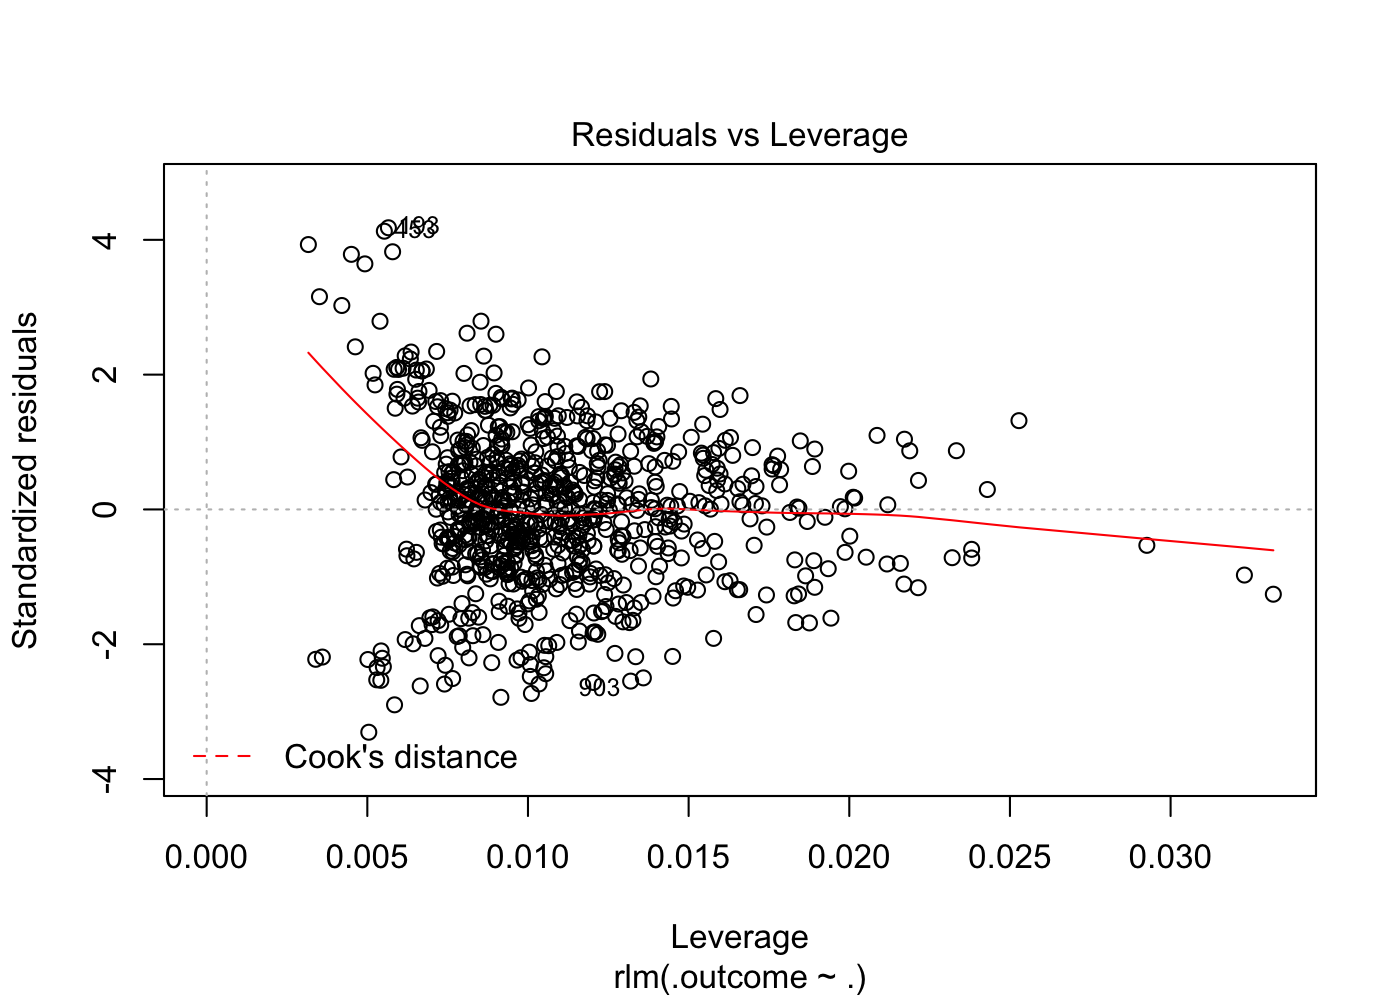 Residuals vs Leverage
Standardized residuals
4
2
0
-2
-4
493
453
903
Cook's distance
0.000 0.005 0.010 0.015 0.020 0.025 0.030
Leverage
rlm(.outcome ~ .)